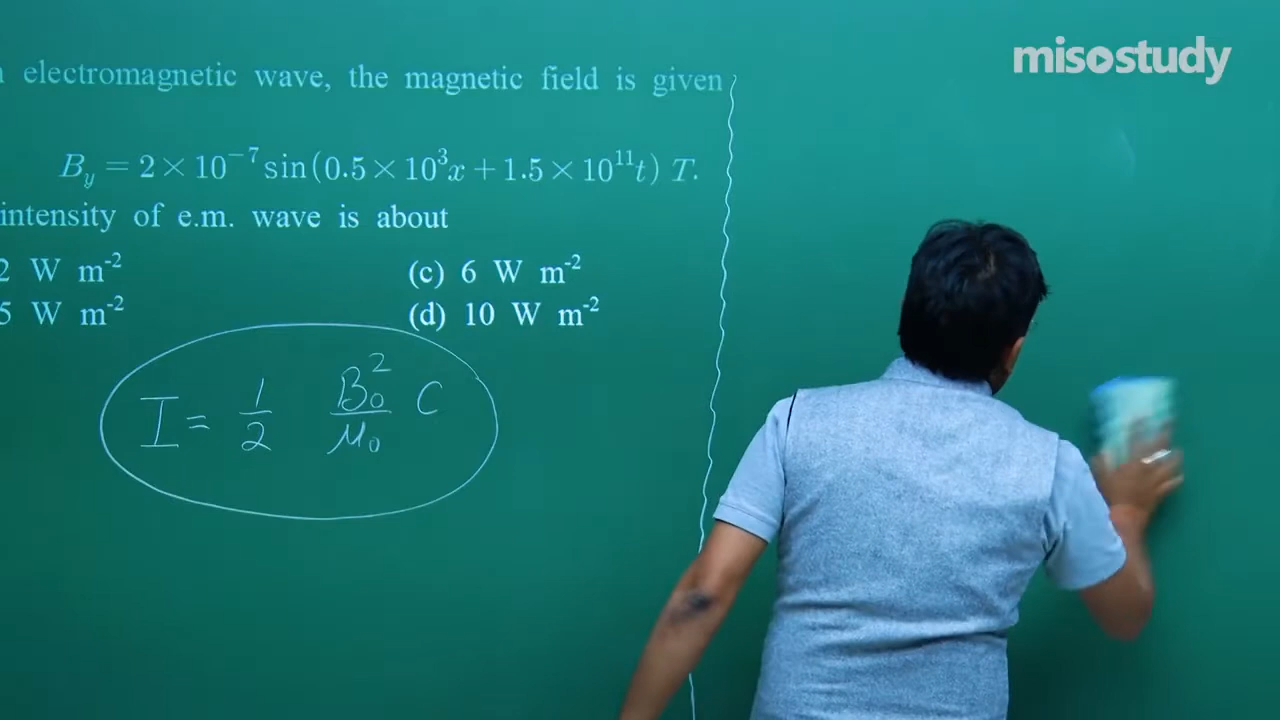 misostudy
electromagnetic wave, the magnetic field is given
B_y = 2 × 10^{-7} sin(0.5 × 10^3 x + 1.5 × 10^{11} t) T.
intensity of e.m. wave is about
2 W m^{-2} (c) 6 W m^{-2}
5 W m^{-2} (d) 10 W m^{-2}
I = 1/2 B_0^2/μ_0 C